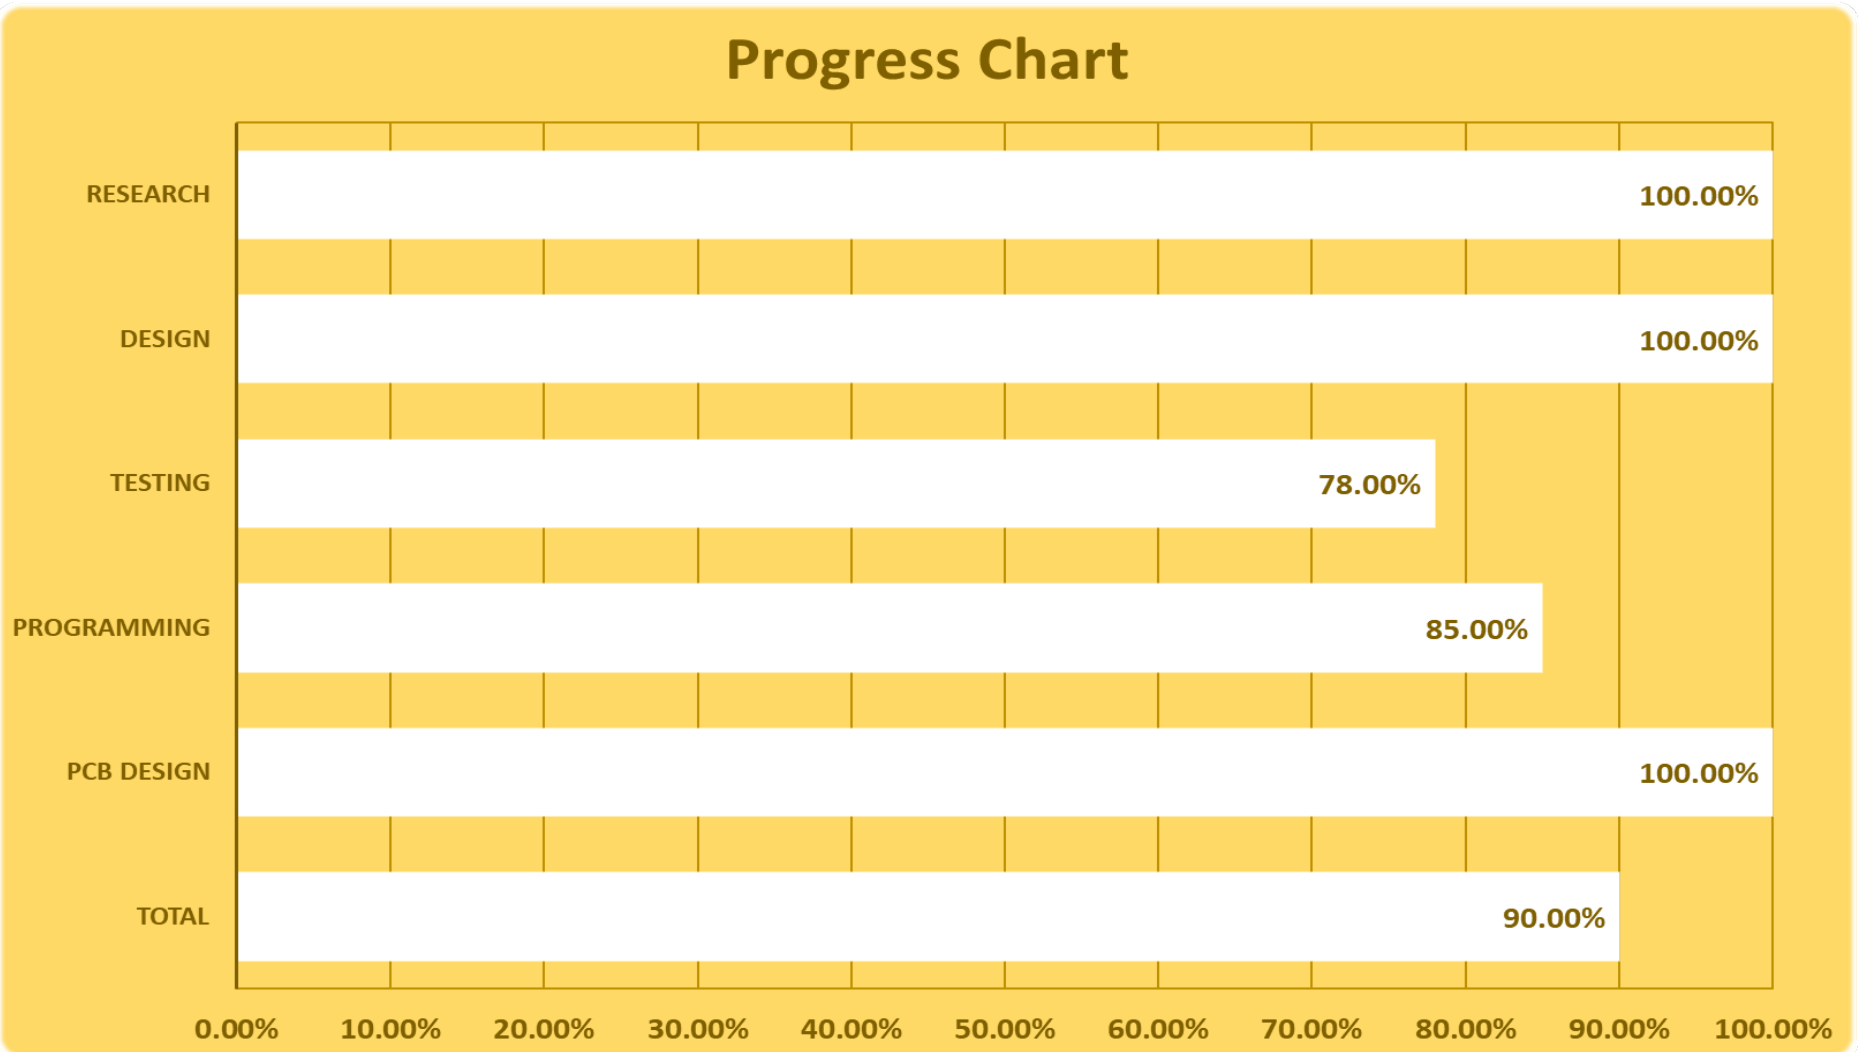 Progress Chart
RESEARCH
100.00%
DESIGN
100.00%
TESTING
78.00%
PROGRAMMING
85.00%
PCB DESIGN
100.00%
TOTAL
90.00%
0.00% 10.00% 20.00% 30.00% 40.00% 50.00% 60.00% 70.00% 80.00% 90.00% 100.00%